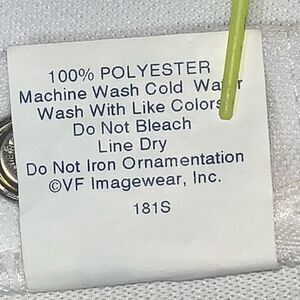 100% POLYESTER
Machine Wash Cold Water
Wash With Like Colors
Do Not Bleach
Line Dry
Do Not Iron Ornamentation
©VF Imagewear, Inc.
181S